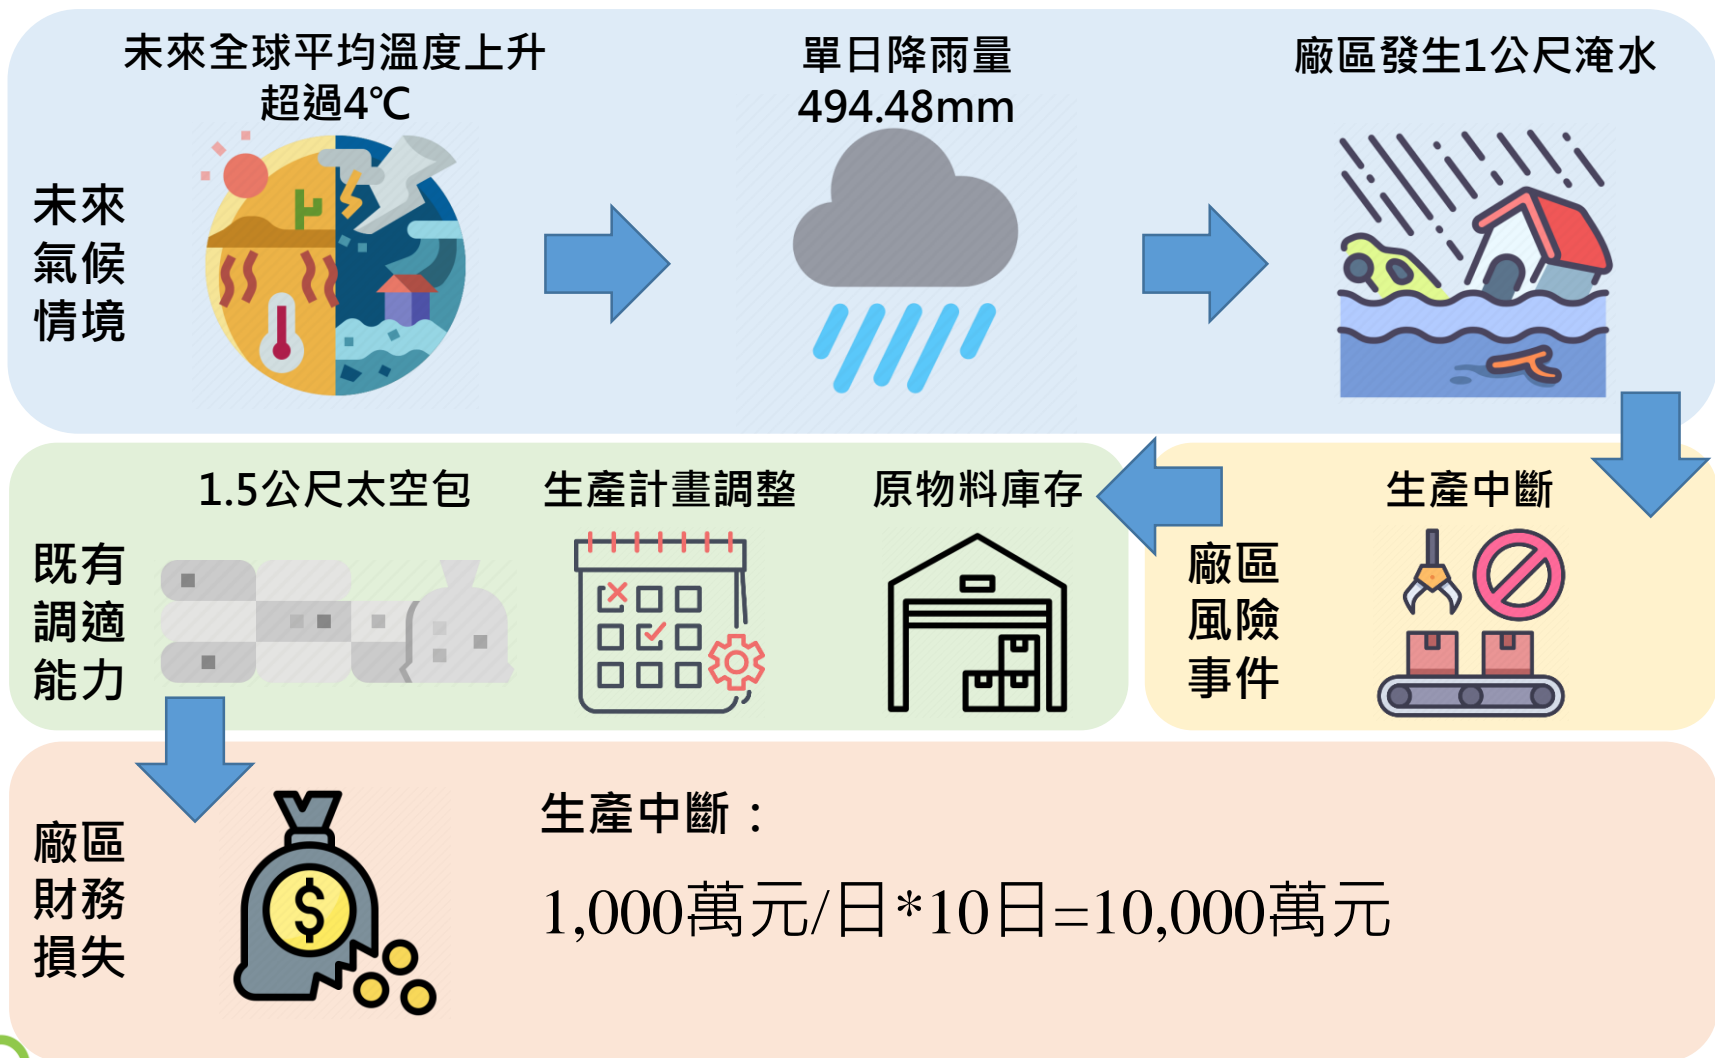 未來全球平均溫度上升
超過4℃
單日降雨量
494.48mm
廠區發生1公尺淹水
未來
氣候
情境
1.5公尺太空包
生產計畫調整
原物料庫存
既有
調適
能力
生產中斷
廠區
風險
事件
廠區
財務
損失
生產中斷：
1,000萬元/日*10日=10,000萬元